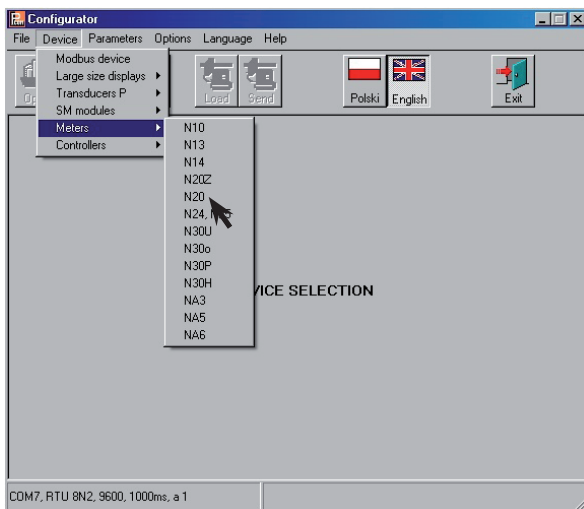 Configurator
File Device Parameters Options Language Help
Load Send Polski English Exit
Modbus device
Large size displays
Transducers P
SM modules
Meters
Controllers
N10
N13
N14
N20Z
N20
N24,
N30U
N30o
N30P
N30H
NA3
NA5
NA6
VICE SELECTION
COM7, RTU 8N2, 9600, 1000ms, a 1